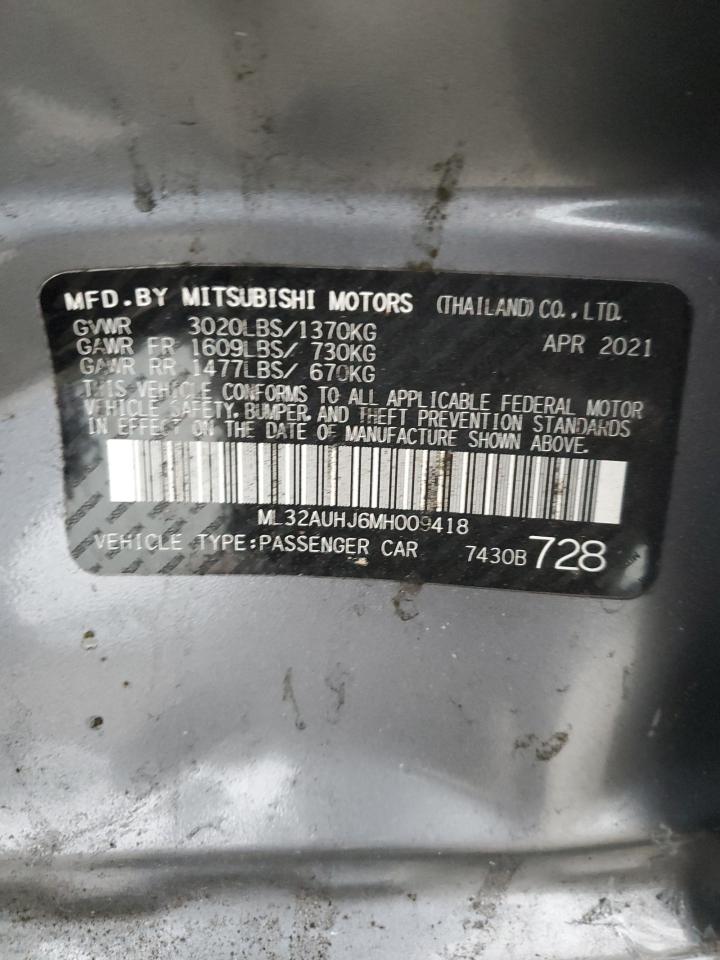 MFD.BY MITSUBISHI MOTORS (THAILAND) CO., LTD.
GVWR 3020LBS/1370KG APR 2021
GAWR FR 1609LBS/ 730KG
GAWR RR 1477LBS/ 670KG
THIS VEHICLE CONFORMS TO ALL APPLICABLE FEDERAL MOTOR
VEHICLE SAFETY, BUMPER, AND THEFT PREVENTION STANDARDS
IN EFFECT ON THE DATE OF MANUFACTURE SHOWN ABOVE.
ML32AUHJ6MH009418
VEHICLE TYPE:PASSENGER CAR 7430B 728